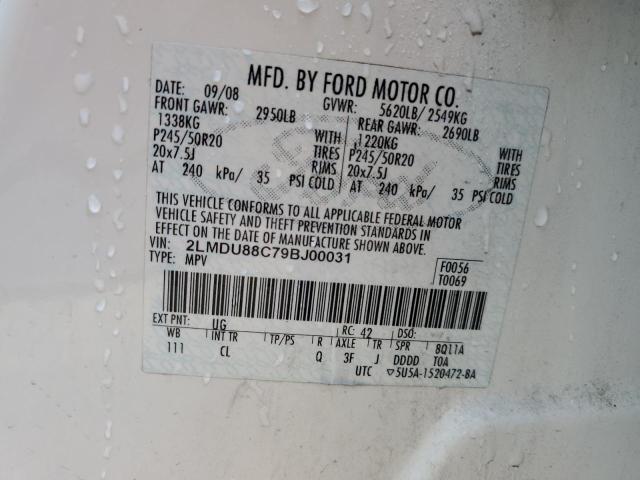 MFD. BY FORD MOTOR CO.
DATE: 09/08 GVWR: 5620LB/ 2549KG
FRONT GAWR: 2950LB REAR GAWR: 2690LB
1338KG WITH 1220KG WITH
P245/50R20 TIRES P245/50R20 TIRES
20x7.5J RIMS 20x7.5J RIMS
AT 240 kPa/ 35 PSI COLD AT 240 kPa/ 35 PSI COLD
Ford
THIS VEHICLE CONFORMS TO ALL APPLICABLE FEDERAL MOTOR
VEHICLE SAFETY AND THEFT PREVENTION STANDARDS IN
EFFECT ON THE DATE OF MANUFACTURE SHOWN ABOVE.
VIN: 2LMDU88C79BJ00031
TYPE: MPV
F0056
T0069
EXT PNT: UG RC: 42 DSO:
WB INT TR TP/PS R AXLE TR SPR 8Q11A
111 CL Q 3F J DDDD TOA
UTC ▽5U5A-1520472-BA